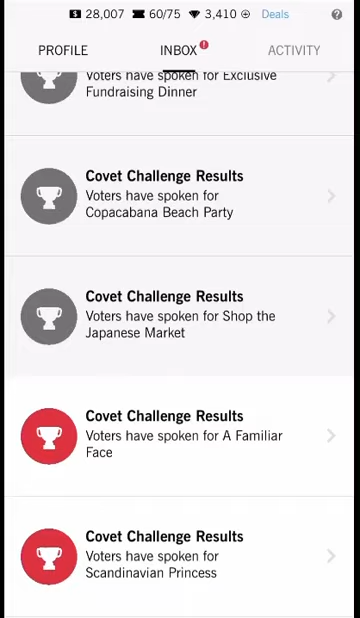 28,007 60/75 3,410 Deals ?
PROFILE INBOX ! ACTIVITY
Voters have spoken for Exclusive
Fundraising Dinner
Covet Challenge Results
Voters have spoken for
Copacabana Beach Party
Covet Challenge Results
Voters have spoken for Shop the
Japanese Market
Covet Challenge Results
Voters have spoken for A Familiar
Face
Covet Challenge Results
Voters have spoken for
Scandinavian Princess